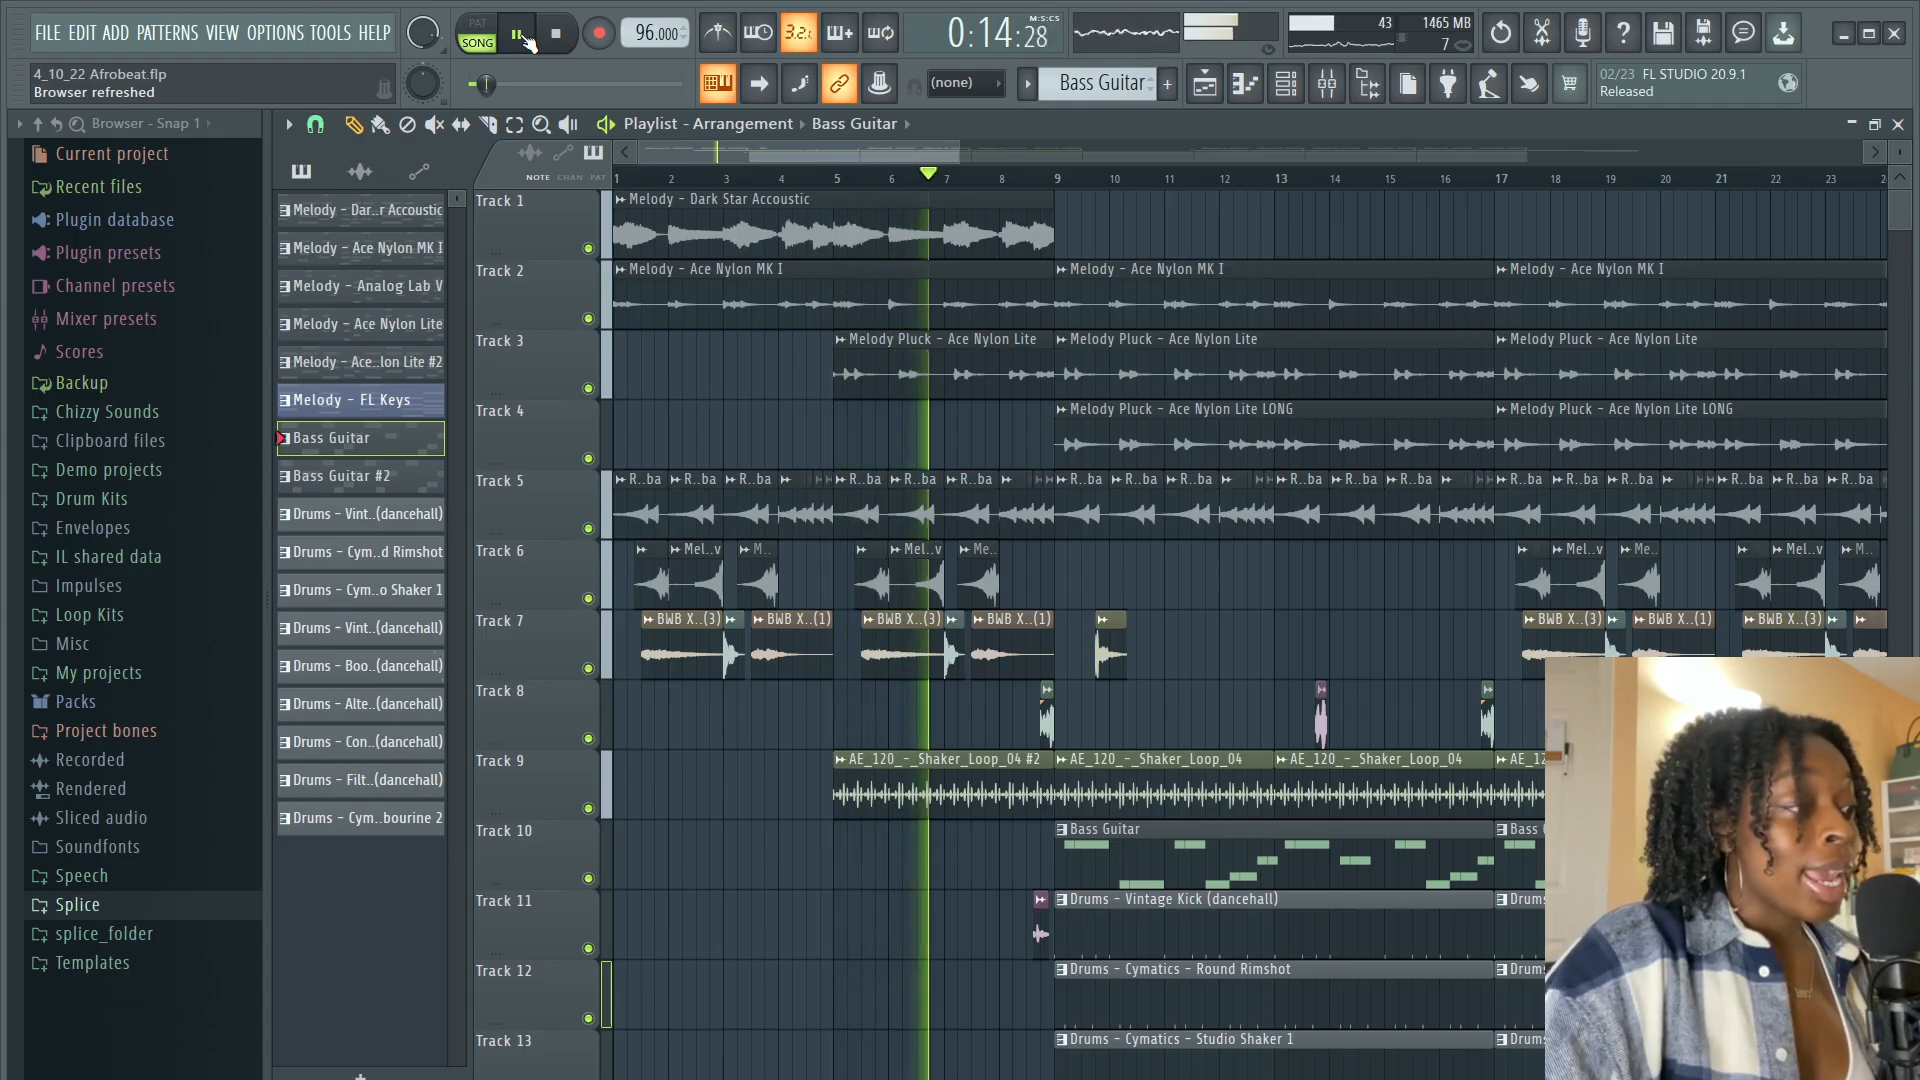 FILE EDIT ADD PATTERNS VIEW OPTIONS TOOLS HELP
PAT
SONG
96.000
3.2.
0:14:28
M:S:CS
43
1465 MB
7
4_10_22 Afrobeat.flp
Browser refreshed
(none)
Bass Guitar
+
02/23 FL STUDIO 20.9.1
Released
Browser - Snap 1
Playlist - Arrangement › Bass Guitar ›
Current project
Recent files
Plugin database
Plugin presets
Channel presets
Mixer presets
Scores
Backup
Chizzy Sounds
Clipboard files
Demo projects
Drum Kits
Envelopes
IL shared data
Impulses
Loop Kits
Misc
My projects
Packs
Project bones
Recorded
Rendered
Sliced audio
Soundfonts
Speech
Splice
splice_folder
Templates
Melody - Dar..r Accoustic
Melody - Ace Nylon MK I
Melody - Analog Lab V
Melody - Ace Nylon Lite
Melody - Ace..lon Lite #2
Melody - FL Keys
Bass Guitar
Bass Guitar #2
Drums - Vint..(dancehall)
Drums - Cym..d Rimshot
Drums - Cym..o Shaker 1
Drums - Vint..(dancehall)
Drums - Boo..(dancehall)
Drums - Alte..(dancehall)
Drums - Con..(dancehall)
Drums - Filt..(dancehall)
Drums - Cym..bourine 2
NOTE CHAN PAT
1 2 3 4 5 6 7 8 9 10 11 12 13 14 15 16 17 18 19 20 21 22 23
Track 1
Melody - Dark Star Accoustic
Track 2
Melody - Ace Nylon MK I
Melody - Ace Nylon MK I
Melody - Ace Nylon MK I
Track 3
Melody Pluck - Ace Nylon Lite
Melody Pluck - Ace Nylon Lite
Melody Pluck - Ace Nylon Lite
Track 4
Melody Pluck - Ace Nylon Lite LONG
Melody Pluck - Ace Nylon Lite LONG
Track 5
R..ba R..ba R..ba R..ba R..ba R..ba R..ba R..ba R..ba R..ba R..ba R..ba R..ba R..ba R..ba R..ba R..ba R..ba
Track 6
Mel..v M.. Mel..v Me.. Mel..v Me.. Mel..v M..
Track 7
BWB X..(3) BWB X..(1) BWB X..(3) BWB X..(1) BWB X..(3) BWB X..(1) BWB X..(3)
Track 8
Track 9
AE_120_-_Shaker_Loop_04 #2
AE_120_-_Shaker_Loop_04
AE_120_-_Shaker_Loop_04
AE_12
Track 10
Bass Guitar
Bass
Track 11
Drums - Vintage Kick (dancehall)
Drums
Track 12
Drums - Cymatics - Round Rimshot
Drums
Track 13
Drums - Cymatics - Studio Shaker 1
Drums